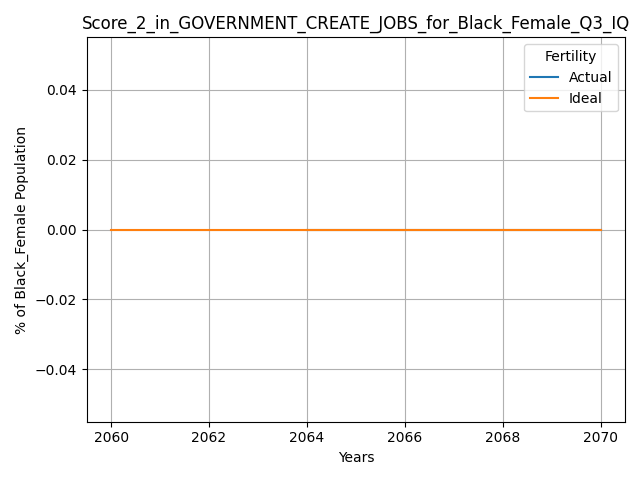 Score_2_in_GOVERNMENT_CREATE_JOBS_for_Black_Female_Q3_IQ
Fertility
Actual
Ideal
0.04
0.02
0.00
−0.02
−0.04
% of Black_Female Population
2060 2062 2064 2066 2068 2070
Years